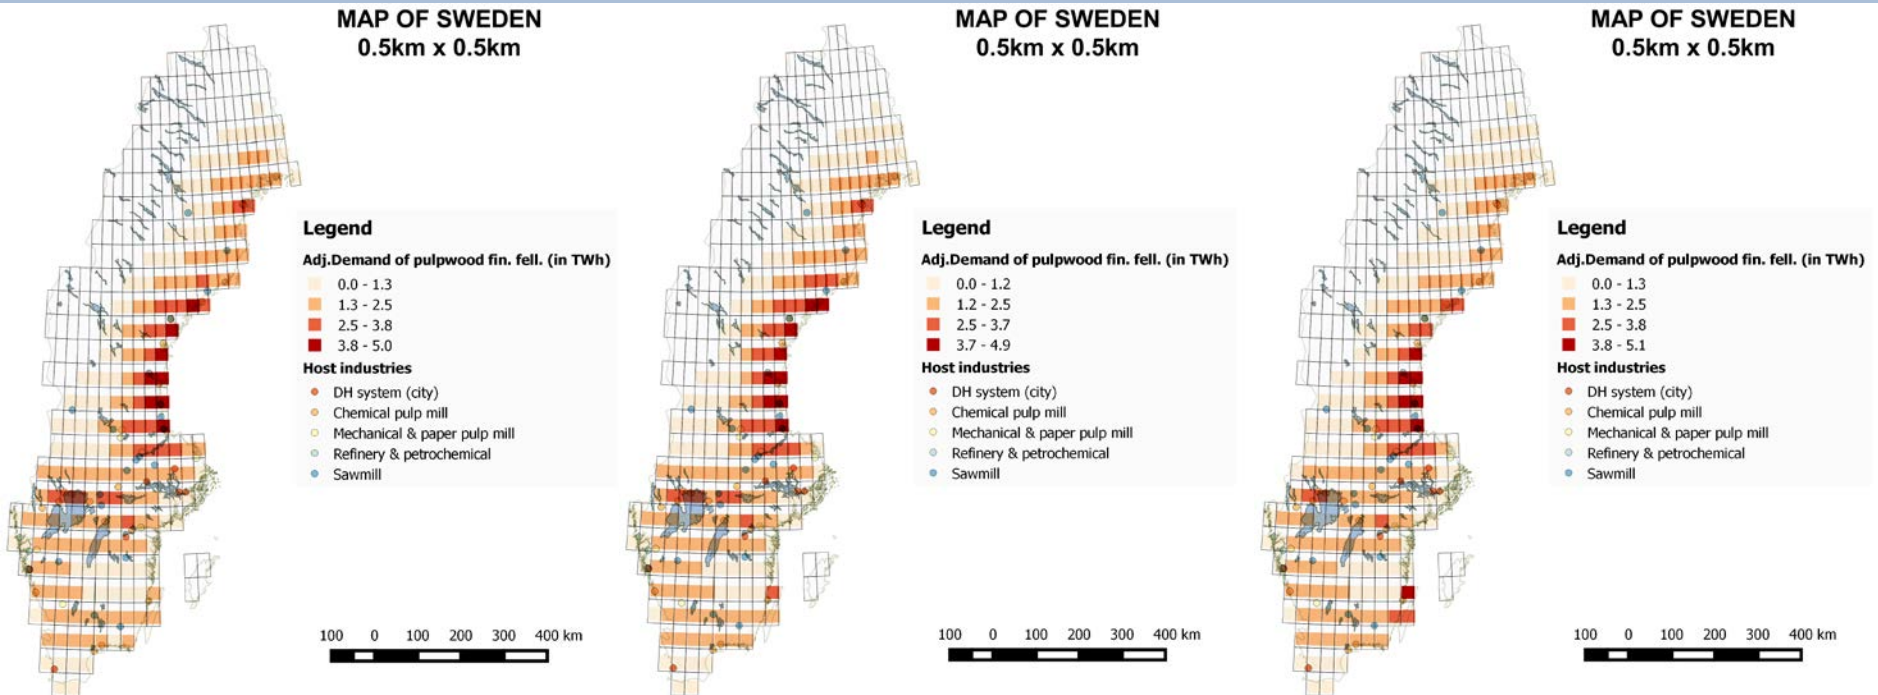 MAP OF SWEDEN
0.5km x 0.5km
Legend
Adj.Demand of pulpwood fin. fell. (in TWh)
0.0 - 1.3
1.3 - 2.5
2.5 - 3.8
3.8 - 5.0
Host industries
DH system (city)
Chemical pulp mill
Mechanical & paper pulp mill
Refinery & petrochemical
Sawmill
100 0 100 200 300 400 km
MAP OF SWEDEN
0.5km x 0.5km
Legend
Adj.Demand of pulpwood fin. fell. (in TWh)
0.0 - 1.2
1.2 - 2.5
2.5 - 3.7
3.7 - 4.9
Host industries
DH system (city)
Chemical pulp mill
Mechanical & paper pulp mill
Refinery & petrochemical
Sawmill
100 0 100 200 300 400 km
MAP OF SWEDEN
0.5km x 0.5km
Legend
Adj.Demand of pulpwood fin. fell. (in TWh)
0.0 - 1.3
1.3 - 2.5
2.5 - 3.8
3.8 - 5.1
Host industries
DH system (city)
Chemical pulp mill
Mechanical & paper pulp mill
Refinery & petrochemical
Sawmill
100 0 100 200 300 400 km